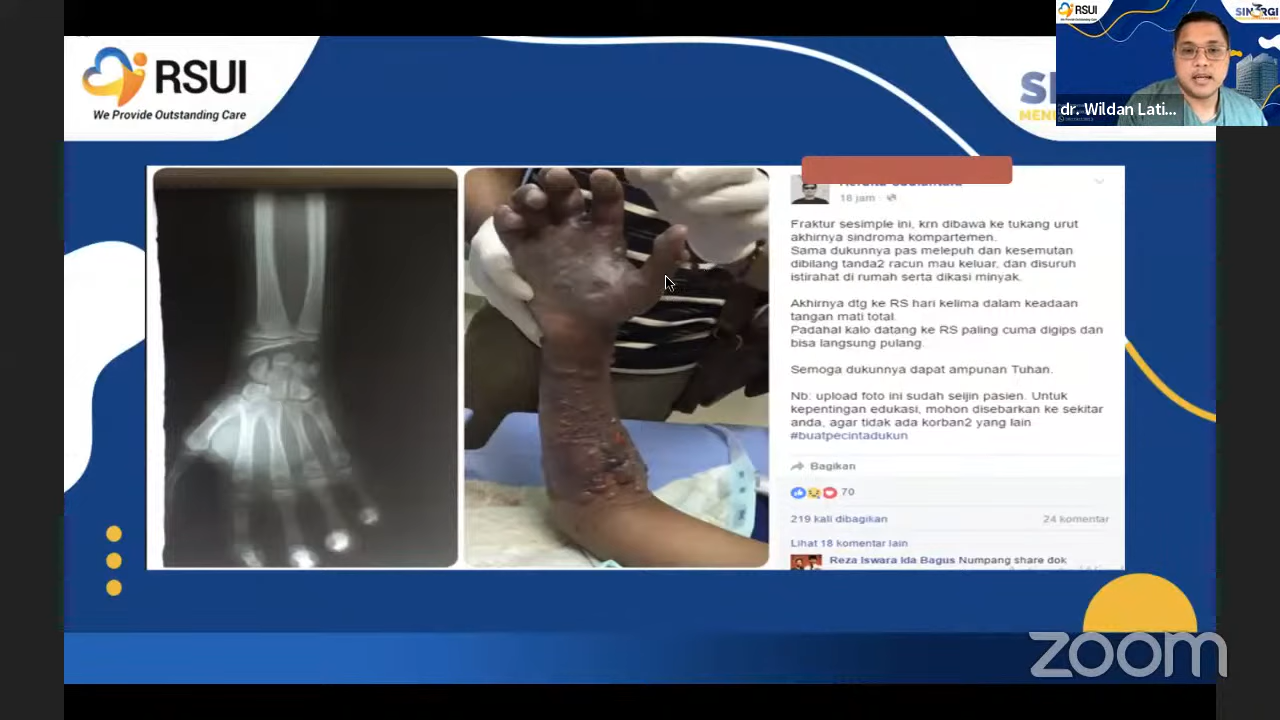 RSUI
We Provide Outstanding Care
RSUI
We Provide Outstanding Care
dr. Wildan Lati...
18 jam
Fraktur sesimple ini, krn dibawa ke tukang urut
akhirnya sindroma kompartemen.
Sama dukunnya pas melepuh dan kesemutan
dibilang tanda2 racun mau keluar, dan disuruh
istirahat di rumah serta dikasi minyak.
Akhirnya dtg ke RS hari kelima dalam keadaan
tangan mati total.
Padahal kalo datang ke RS paling cuma digips dan
bisa langsung pulang.
Semoga dukunnya dapat ampunan Tuhan.
Nb: upload foto ini sudah seijin pasien. Untuk
kepentingan edukasi, mohon disebarkan ke sekitar
anda, agar tidak ada korban2 yang lain
#buatpecintadukun
Bagikan
70
219 kali dibagikan 24 komentar
Lihat 18 komentar lain
Reza Iswara Ida Bagus Numpang share dok
zoom